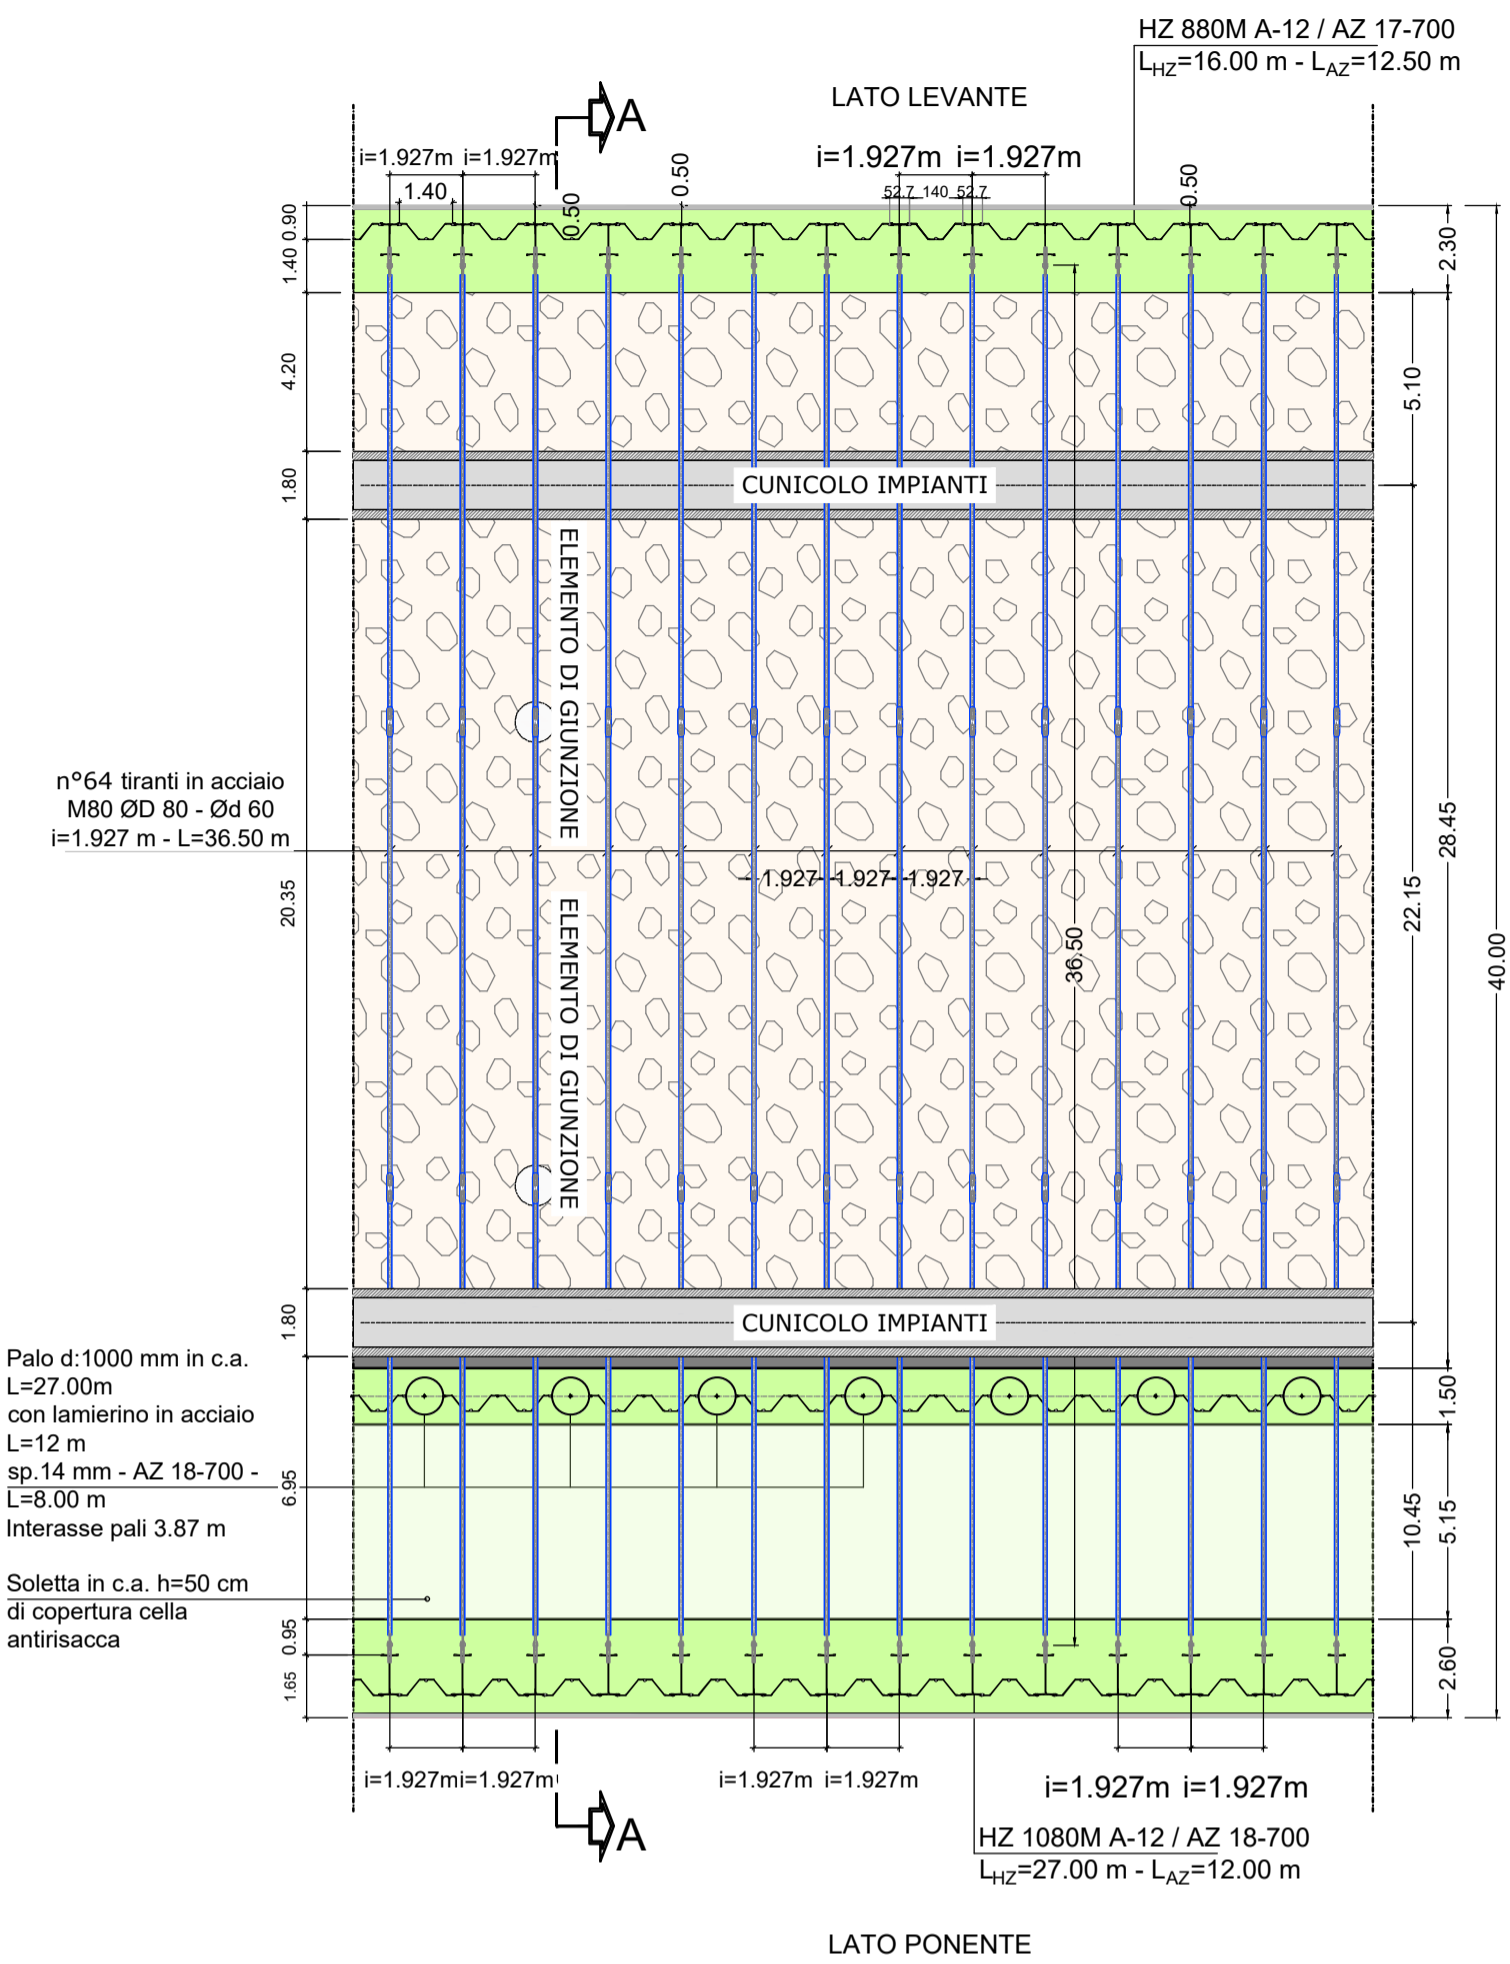 HZ 880M A-12 / AZ 17-700
LHZ=16.00 m - LAZ=12.50 m
LATO LEVANTE
A
i=1.927m i=1.927m
i=1.927m i=1.927m
1.40
0.50
0.50
52.7 140 52.7
0.50
0.90
1.40
2.30
4.20
5.10
1.80
CUNICOLO IMPIANTI
ELEMENTO DI GIUNZIONE
n°64 tiranti in acciaio
M80 ØD 80 - Ød 60
i=1.927 m - L=36.50 m
1.927 1.927 1.927
20.35
36.50
22.15
28.45
40.00
ELEMENTO DI GIUNZIONE
1.80
CUNICOLO IMPIANTI
Palo d:1000 mm in c.a.
L=27.00m
con lamierino in acciaio
L=12 m
sp.14 mm - AZ 18-700 -
L=8.00 m
Interasse pali 3.87 m
6.95
1.50
10.45
5.15
Soletta in c.a. h=50 cm
di copertura cella
antirisacca
0.95
1.65
2.60
i=1.927m i=1.927m
i=1.927m i=1.927m
i=1.927m i=1.927m
A
HZ 1080M A-12 / AZ 18-700
LHZ=27.00 m - LAZ=12.00 m
LATO PONENTE